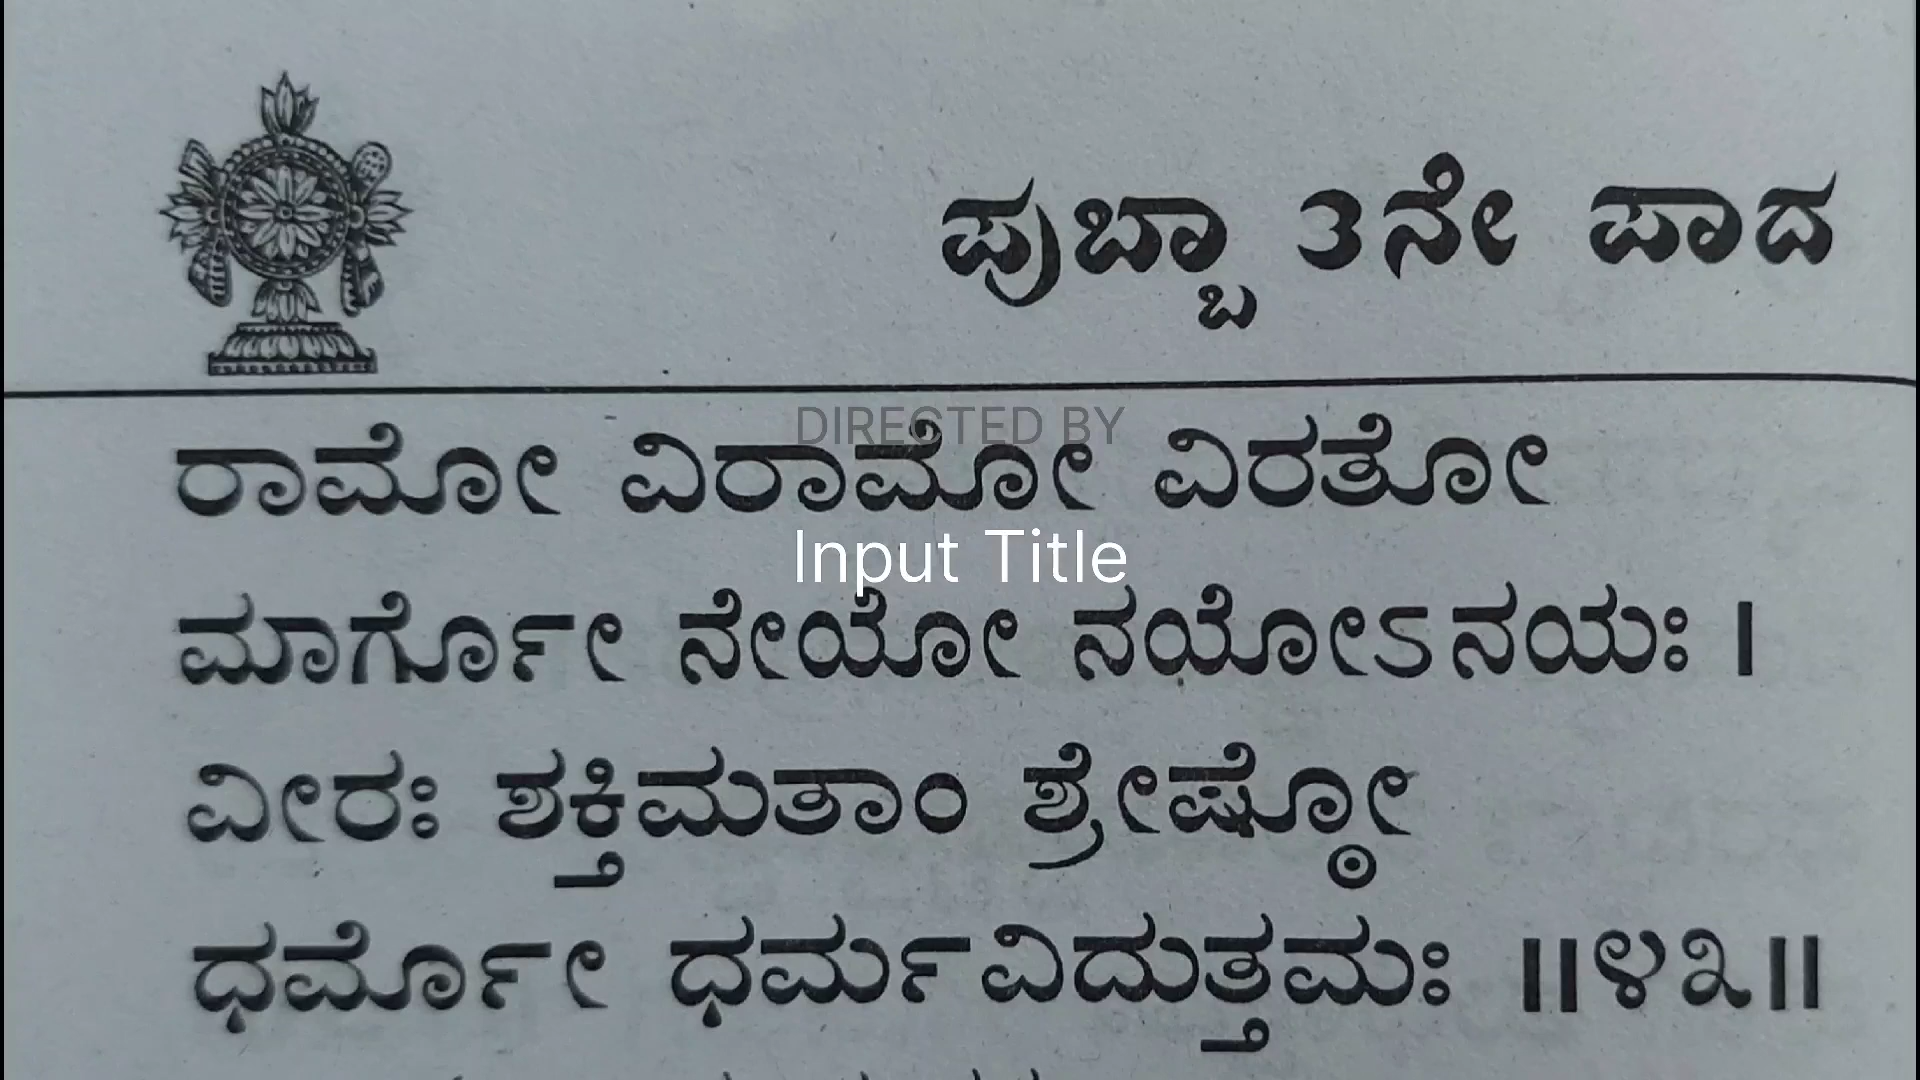 ಪುಬ್ಬಾ 3ನೇ ಪಾದ
DIRECTED BY
ರಾಮೋ ವಿರಾಮೋ ವಿರತೋ
Input Title
ಮಾರ್ಗೋ ನೇಯೋ ನಯೋಽನಯಃ ।
ವೀರಃ ಶಕ್ತಿಮತಾಂ ಶ್ರೇಷ್ಠೋ
ಧರ್ಮೋ ಧರ್ಮವಿದುತ್ತಮಃ ॥೪೩॥